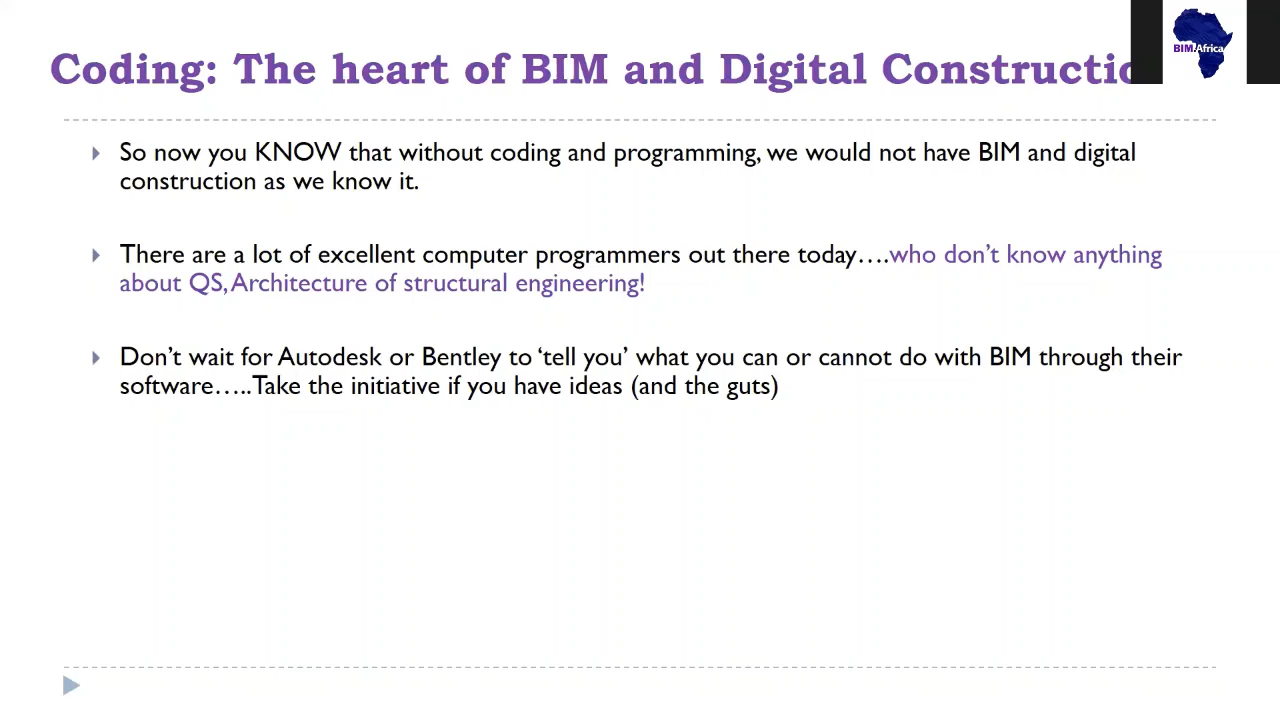 Coding: The heart of BIM and Digital Constructio
BIM Africa
So now you KNOW that without coding and programming, we would not have BIM and digital
construction as we know it.
There are a lot of excellent computer programmers out there today….who don't know anything
about QS, Architecture of structural engineering!
Don't wait for Autodesk or Bentley to 'tell you' what you can or cannot do with BIM through their
software…..Take the initiative if you have ideas (and the guts)